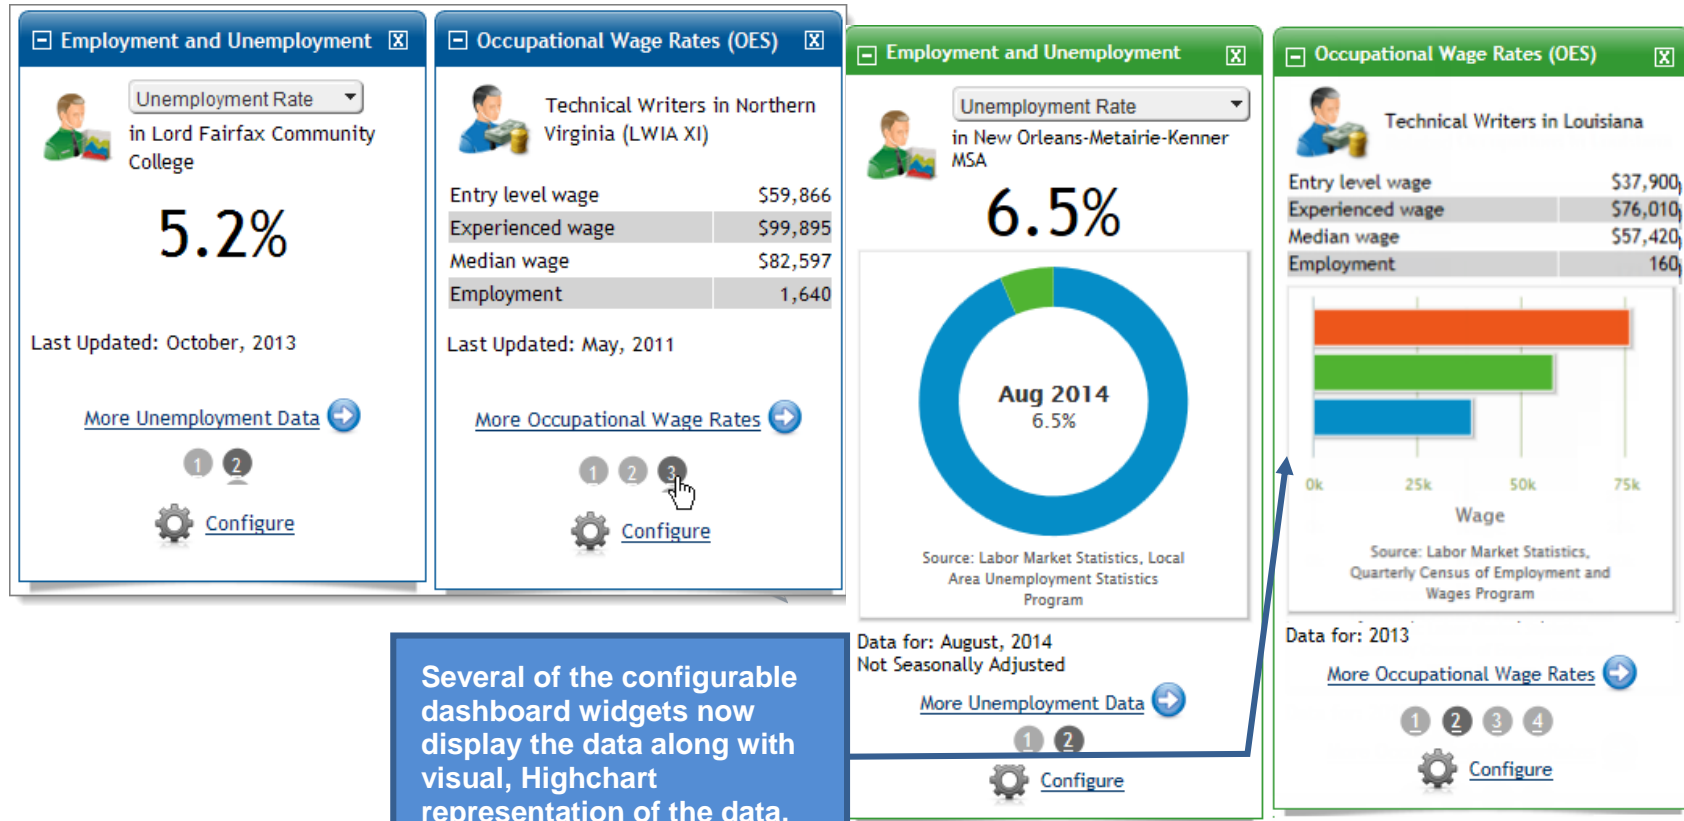 Employment and Unemployment
Unemployment Rate
in Lord Fairfax Community
College
5.2%
Last Updated: October, 2013
More Unemployment Data
1 2
Configure
Occupational Wage Rates (OES)
Technical Writers in Northern
Virginia (LWIA XI)
Entry level wage $59,866
Experienced wage $99,895
Median wage $82,597
Employment 1,640
Last Updated: May, 2011
More Occupational Wage Rates
1 2 3
Configure
Employment and Unemployment
Unemployment Rate
in New Orleans-Metairie-Kenner
MSA
6.5%
Aug 2014
6.5%
Source: Labor Market Statistics, Local
Area Unemployment Statistics
Program
Data for: August, 2014
Not Seasonally Adjusted
More Unemployment Data
1 2
Configure
Occupational Wage Rates (OES)
Technical Writers in Louisiana
Entry level wage $37,900
Experienced wage $76,010
Median wage $57,420
Employment 160
0k 25k 50k 75k
Wage
Source: Labor Market Statistics,
Quarterly Census of Employment and
Wages Program
Data for: 2013
More Occupational Wage Rates
1 2 3 4
Configure
Several of the configurable
dashboard widgets now
display the data along with
visual, Highchart
representation of the data.